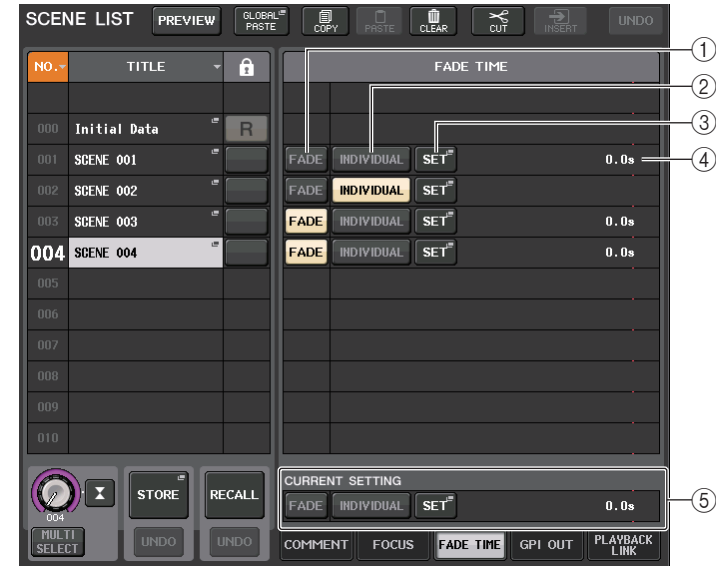 SCENE LIST PREVIEW GLOBAL PASTE COPY PASTE CLEAR CUT INSERT UNDO
NO. TITLE FADE TIME ①
②
000 Initial Data R ③
001 SCENE 001 FADE INDIVIDUAL SET 0.0s ④
002 SCENE 002 FADE INDIVIDUAL SET
003 SCENE 003 FADE INDIVIDUAL SET 0.0s
004 SCENE 004 FADE INDIVIDUAL SET 0.0s
005
006
007
008
009
010
CURRENT SETTING
004 STORE RECALL FADE INDIVIDUAL SET 0.0s ⑤
MULTI SELECT UNDO UNDO COMMENT FOCUS FADE TIME GPI OUT PLAYBACK LINK